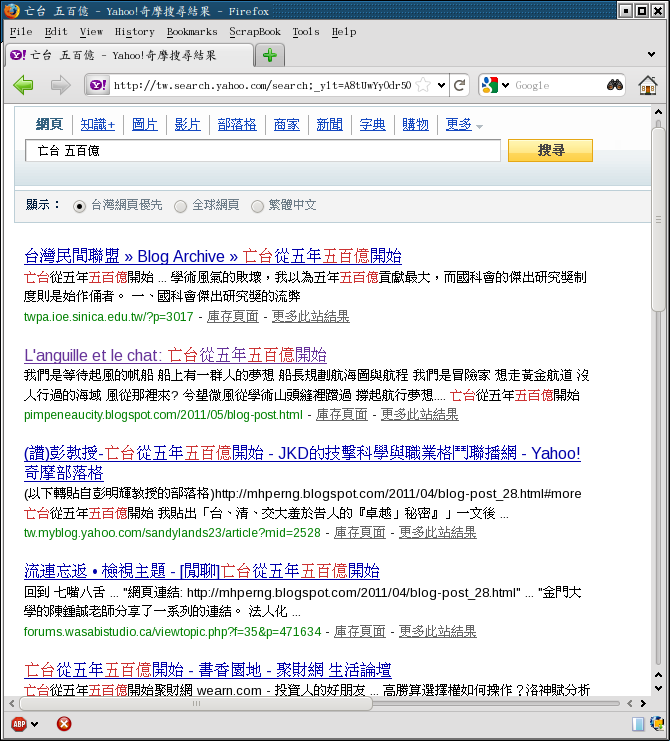 亡台 五百億 - Yahoo!奇摩搜尋結果 - Firefox
File Edit View History Bookmarks ScrapBook Tools Help
亡台 五百億 - Yahoo!奇摩搜尋結果
http://tw.search.yahoo.com/search;_ylt=A8tUwYyOdr50 Google
網頁 知識+ 圖片 影片 部落格 商家 新聞 字典 購物 更多
亡台 五百億 搜尋
顯示： 台灣網頁優先 全球網頁 繁體中文
台灣民間聯盟 » Blog Archive » 亡台從五年五百億開始
亡台從五年五百億開始 ... 學術風氣的敗壞，我以為五年五百億貢獻最大，而國科會的傑出研究獎制
度則是始作俑者。 一、國科會傑出研究獎的流弊
twpa.ioe.sinica.edu.tw/?p=3017 - 庫存頁面 - 更多此站結果
L'anguille et le chat: 亡台從五年五百億開始
我們是等待起風的帆船 船上有一群人的夢想 船長規劃航海圖與航程 我們是冒險家 想走黃金航道 沒
人行過的海域 風從那裡來? 兮望微風從學術山頭縫裡蹭過 撐起航行夢想.... 亡台從五年五百億開始
pimpeneaucity.blogspot.com/2011/05/blog-post.html - 庫存頁面 - 更多此站結果
(讚)彭教授-亡台從五年五百億開始 - JKD的技擊科學與職業格鬥聯播網 - Yahoo!
奇摩部落格
(以下轉貼自彭明輝教授的部落格)http://mhperng.blogspot.com/2011/04/blog-post_28.html#more
亡台從五年五百億開始 我貼出「台、清、交大羞於告人的『卓越」秘密』」一文後 ...
tw.myblog.yahoo.com/sandylands23/article?mid=2528 - 庫存頁面 - 更多此站結果
流連忘返 • 檢視主題 - [閒聊]亡台從五年五百億開始
回到 七嘴八舌 ... "網頁連結: http://mhperng.blogspot.com/2011/04/blog-post_28.html" ... "金門大
學的陳鍾誠老師分享了一系列的連結。 法人化 ...
forums.wasabistudio.ca/viewtopic.php?f=35&p=471634 - 庫存頁面 - 更多此站結果
亡台從五年五百億開始 - 書香園地 - 聚財網 生活論壇
亡台從五年五百億開始聚財網 wearn.com - 投資人的好朋友 ... 高勝算選擇權如何操作？洛神賦分析
ABP